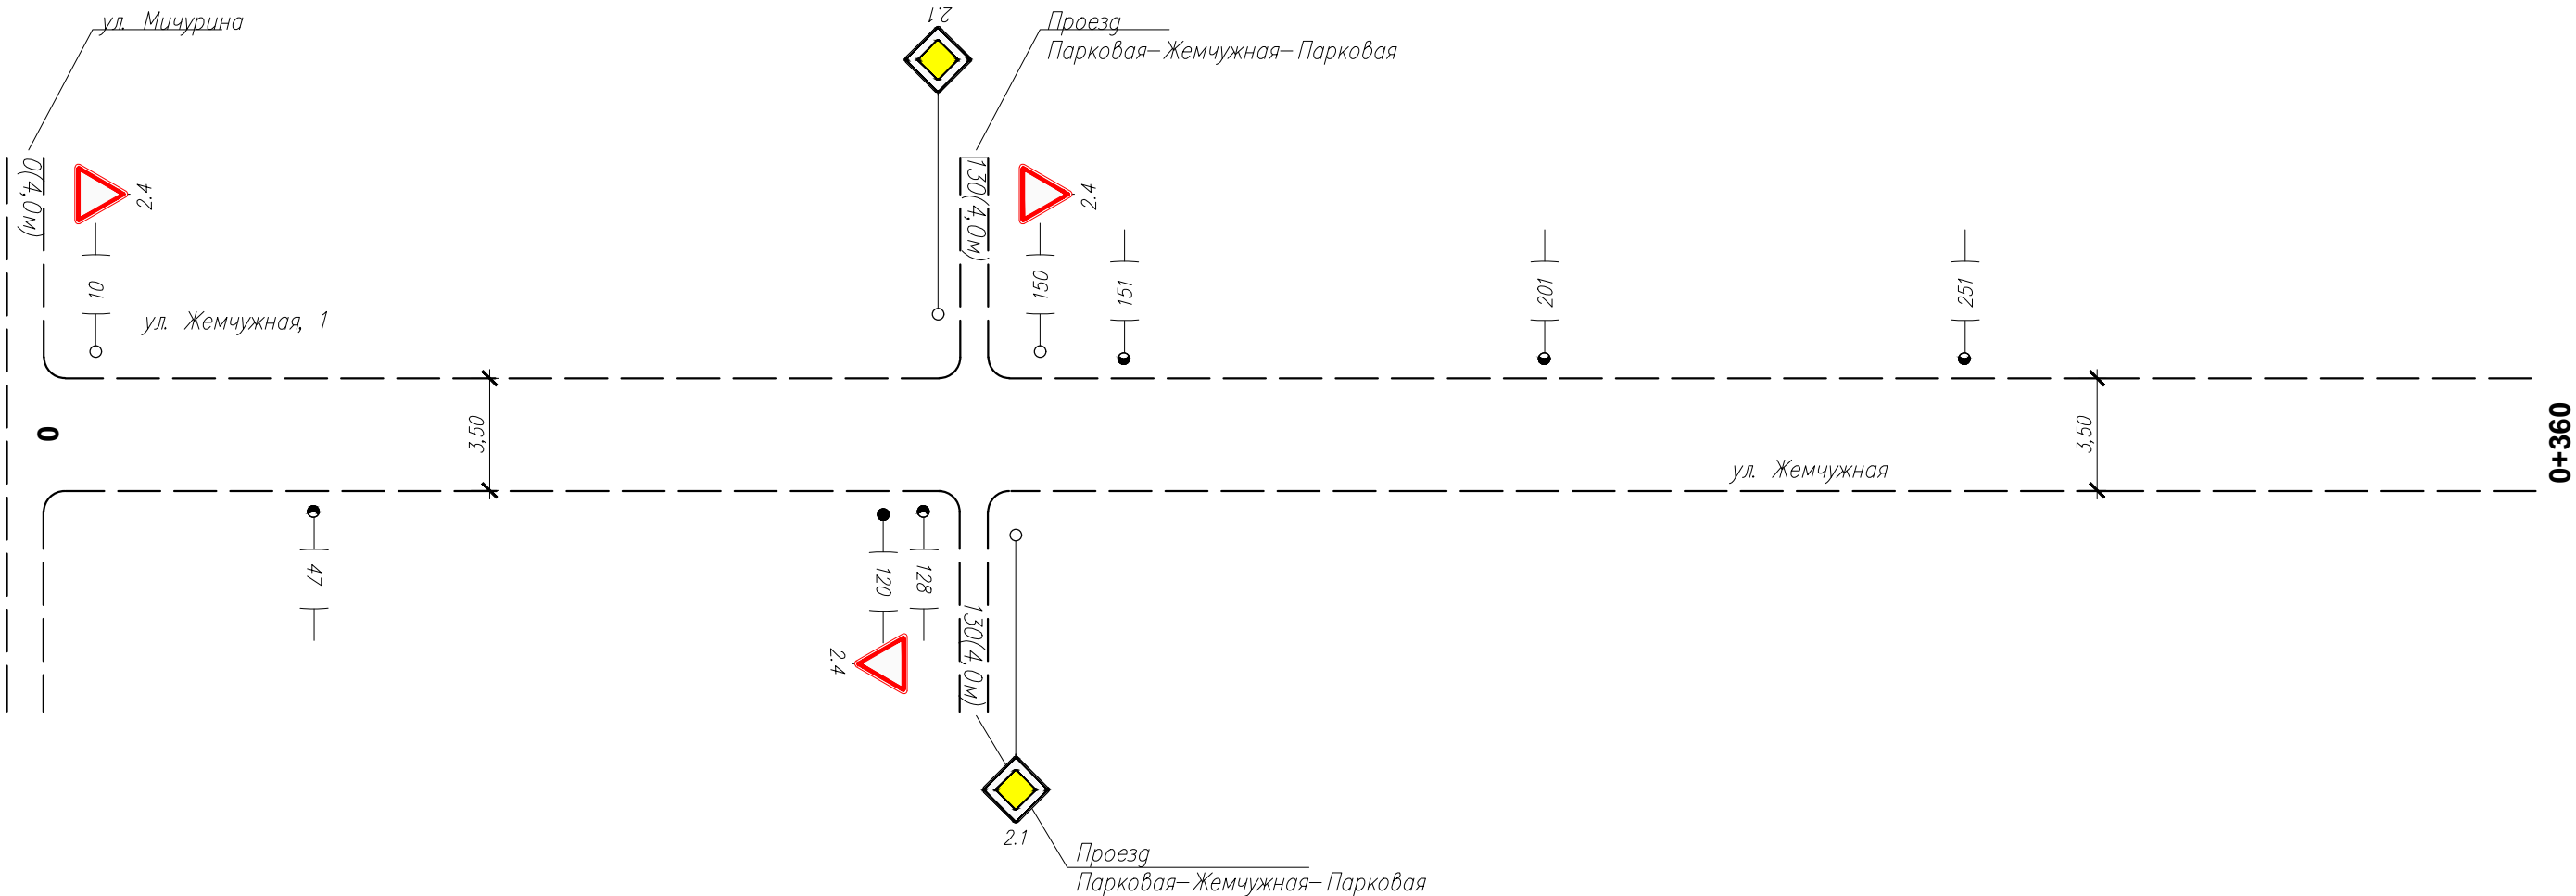 ул. Мичурина
2.1
Проезд
Парковая-Жемчужная-Парковая
0(4,0м)
2.4
130(4,0м)
2.4
10
150
151
201
251
ул. Жемчужная, 1
0
3,50
3,50
0+360
ул. Жемчужная
47
120
128
130(4,0м)
2.4
2.1
Проезд
Парковая-Жемчужная-Парковая